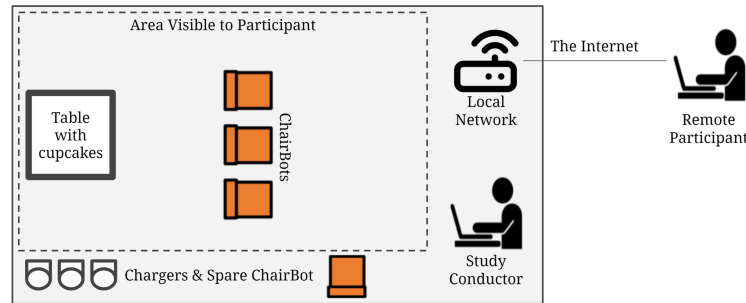 Area Visible to Participant
The Internet
Table
with
cupcakes
ChairBots
Local
Network
Remote
Participant
Study
Conductor
Chargers & Spare ChairBot